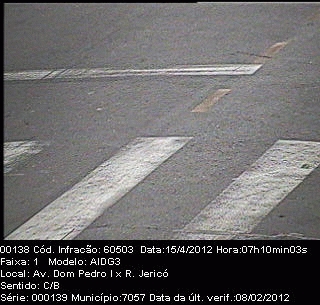 00138 Cód. Infração: 60503 Data:15/4/2012 Hora:07h10min03s
Faixa: 1 Modelo: AIDG3
Local: Av. Dom Pedro I x R. Jericó
Sentido: C/B
Série: 000139 Município:7057 Data da últ. verif.:08/02/2012